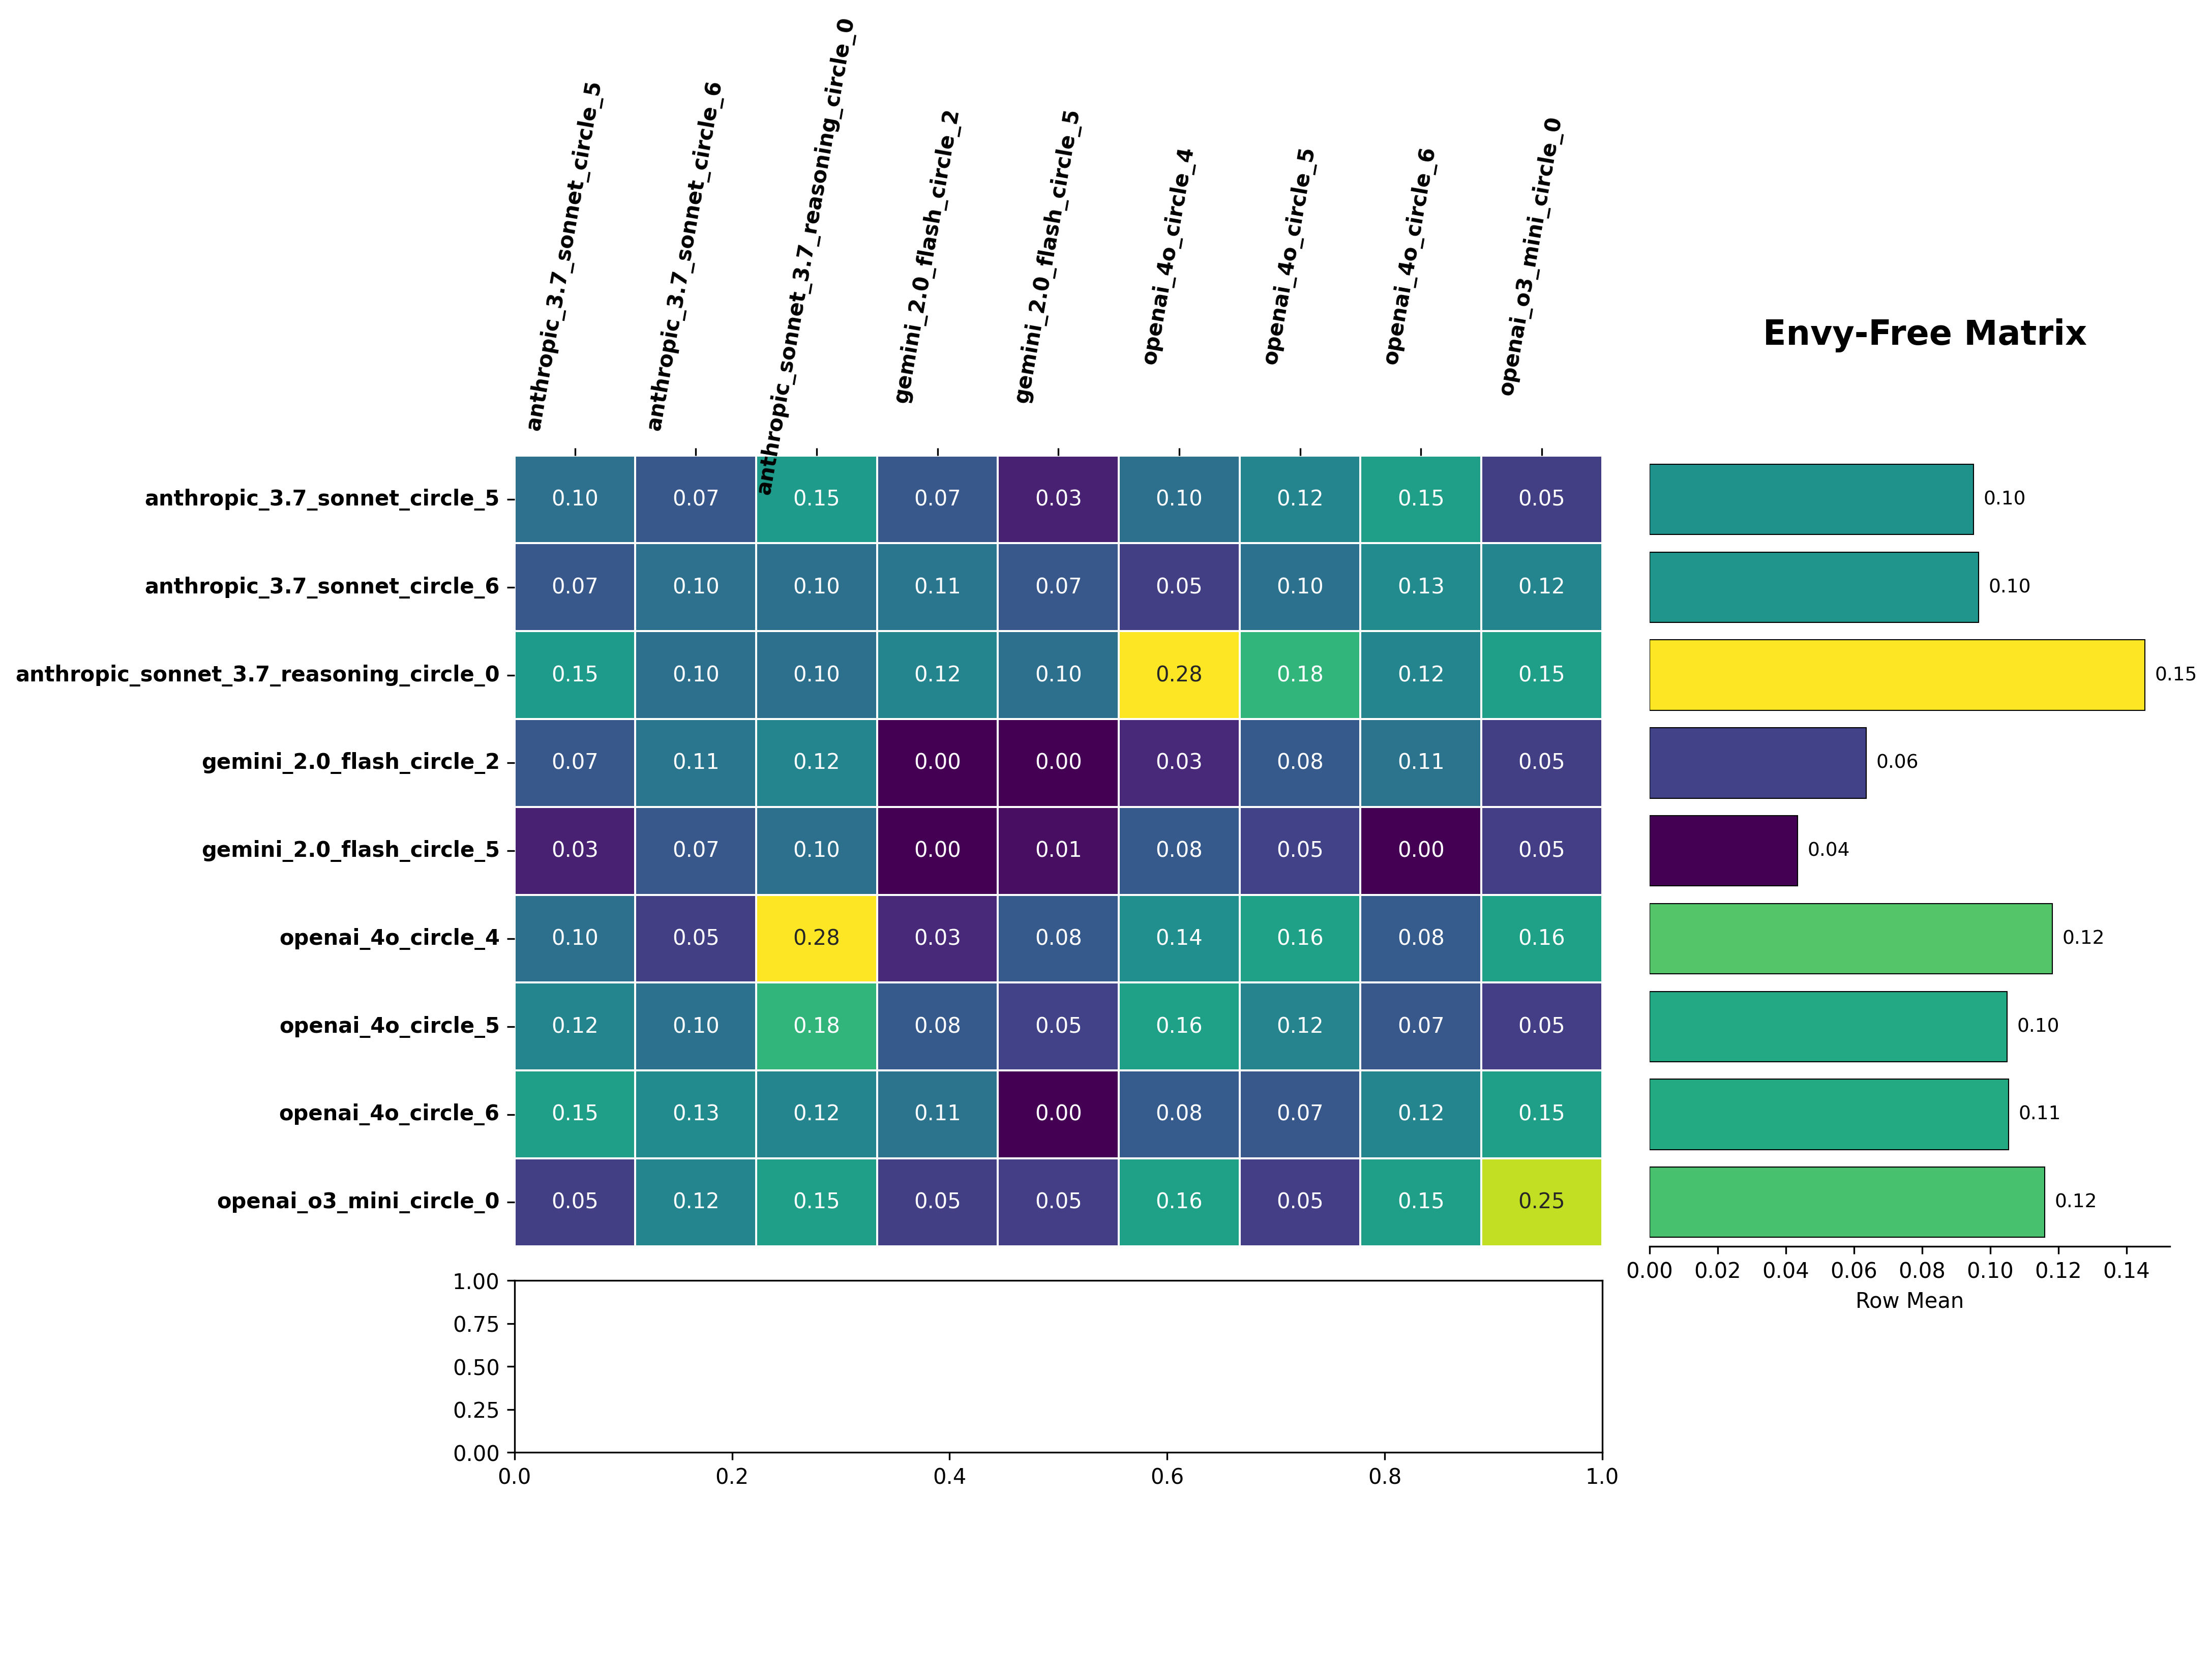 anthropic_3.7_sonnet_circle_5
anthropic_3.7_sonnet_circle_6
anthropic_sonnet_3.7_reasoning_circle_0
gemini_2.0_flash_circle_2
gemini_2.0_flash_circle_5
openai_4o_circle_4
openai_4o_circle_5
openai_4o_circle_6
openai_o3_mini_circle_0
Envy-Free Matrix
anthropic_3.7_sonnet_circle_5 0.10 0.07 0.15 0.07 0.03 0.10 0.12 0.15 0.05 0.10
anthropic_3.7_sonnet_circle_6 0.07 0.10 0.10 0.11 0.07 0.05 0.10 0.13 0.12 0.10
anthropic_sonnet_3.7_reasoning_circle_0 0.15 0.10 0.10 0.12 0.10 0.28 0.18 0.12 0.15 0.15
gemini_2.0_flash_circle_2 0.07 0.11 0.12 0.00 0.00 0.03 0.08 0.11 0.05 0.06
gemini_2.0_flash_circle_5 0.03 0.07 0.10 0.00 0.01 0.08 0.05 0.00 0.05 0.04
openai_4o_circle_4 0.10 0.05 0.28 0.03 0.08 0.14 0.16 0.08 0.16 0.12
openai_4o_circle_5 0.12 0.10 0.18 0.08 0.05 0.16 0.12 0.07 0.05 0.10
openai_4o_circle_6 0.15 0.13 0.12 0.11 0.00 0.08 0.07 0.12 0.15 0.11
openai_o3_mini_circle_0 0.05 0.12 0.15 0.05 0.05 0.16 0.05 0.15 0.25 0.12
0.00 0.02 0.04 0.06 0.08 0.10 0.12 0.14
Row Mean
1.00
0.75
0.50
0.25
0.00
0.0 0.2 0.4 0.6 0.8 1.0